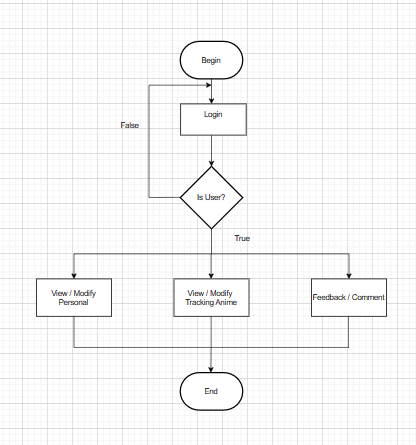 Begin
Login
False
Is User?
True
View / Modify
Personal
View / Modify
Tracking Anime
Feedback / Comment
End